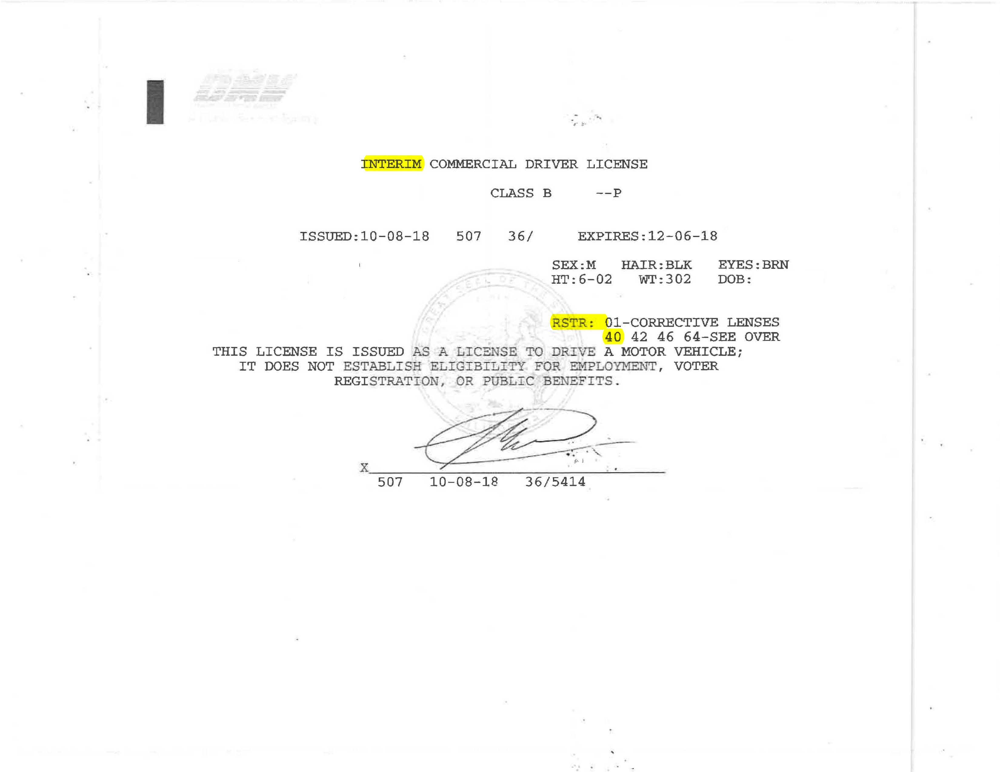 DMV
INTERIM COMMERCIAL DRIVER LICENSE
CLASS B --P
ISSUED:10-08-18 507 36/ EXPIRES:12-06-18
SEX:M HAIR:BLK EYES:BRN
HT:6-02 WT:302 DOB:
RSTR: 01-CORRECTIVE LENSES
40 42 46 64-SEE OVER
THIS LICENSE IS ISSUED AS A LICENSE TO DRIVE A MOTOR VEHICLE;
IT DOES NOT ESTABLISH ELIGIBILITY FOR EMPLOYMENT, VOTER
REGISTRATION, OR PUBLIC BENEFITS.
X
507 10-08-18 36/5414